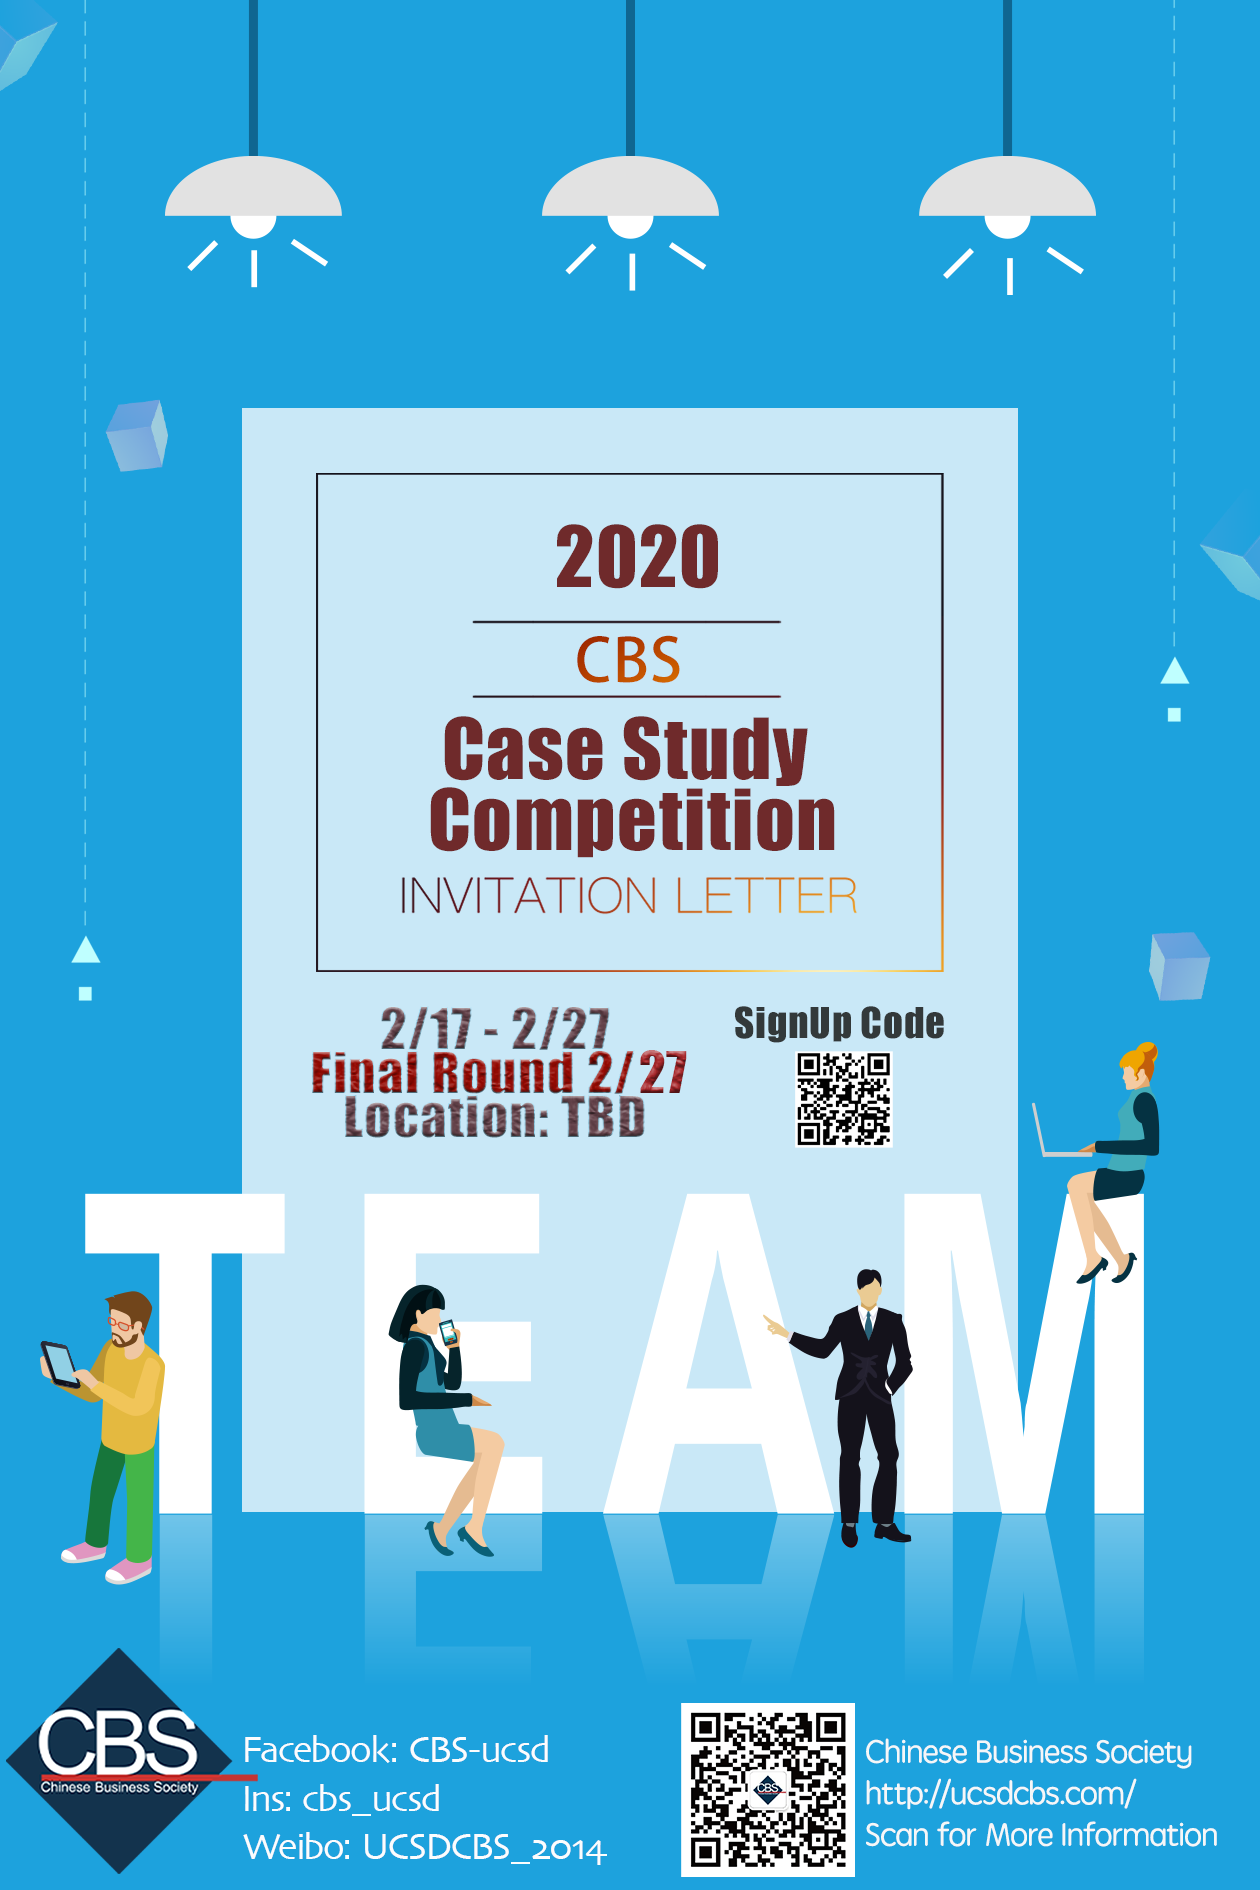 2020
CBS
Case Study
Competition
INVITATION LETTER
2/17 - 2/27
Final Round 2/27
Location: TBD
SignUp Code
TEAM
CBS
Chinese Business Society
Facebook: CBS-ucsd
Ins: cbs_ucsd
Weibo: UCSDCBS_2014
CBS
Chinese Business Society
http://ucsdcbs.com/
Scan for More Information